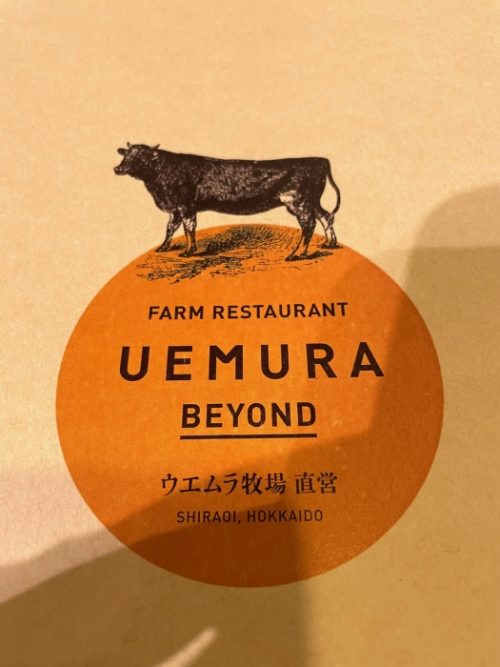 FARM RESTAURANT
UEMURA
BEYOND
ウエムラ牧場 直営
SHIRAOI, HOKKAIDO